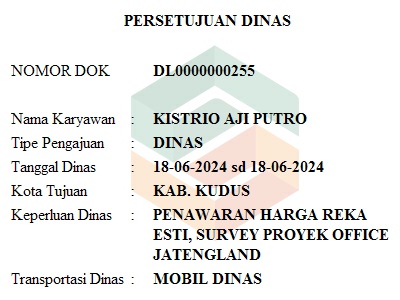 PERSETUJUAN DINAS
NOMOR DOK DL0000000255
Nama Karyawan : KISTRIO AJI PUTRO
Tipe Pengajuan : DINAS
Tanggal Dinas : 18-06-2024 sd 18-06-2024
Kota Tujuan : KAB. KUDUS
Keperluan Dinas : PENAWARAN HARGA REKA
ESTI, SURVEY PROYEK OFFICE
JATENGLAND
Transportasi Dinas : MOBIL DINAS